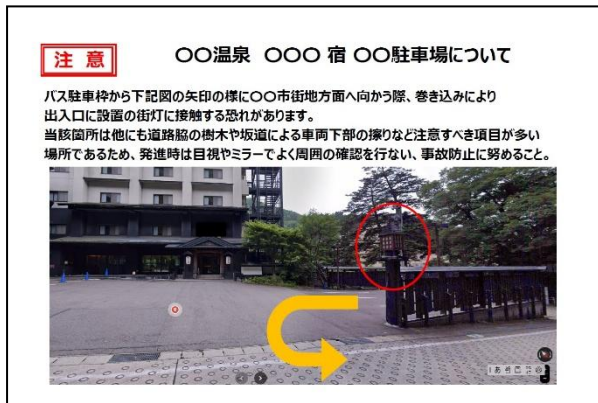 注 意
〇〇温泉 〇〇〇 宿 〇〇駐車場について
バス駐車枠から下記図の矢印の様に〇〇市街地方面へ向かう際、巻き込みにより
出入口に設置の街灯に接触する恐れがあります。
当該箇所は他にも道路脇の樹木や坂道による車両下部の擦りなど注意すべき項目が多い
場所であるため、発進時は目視やミラーでよく周囲の確認を行ない、事故防止に努めること。